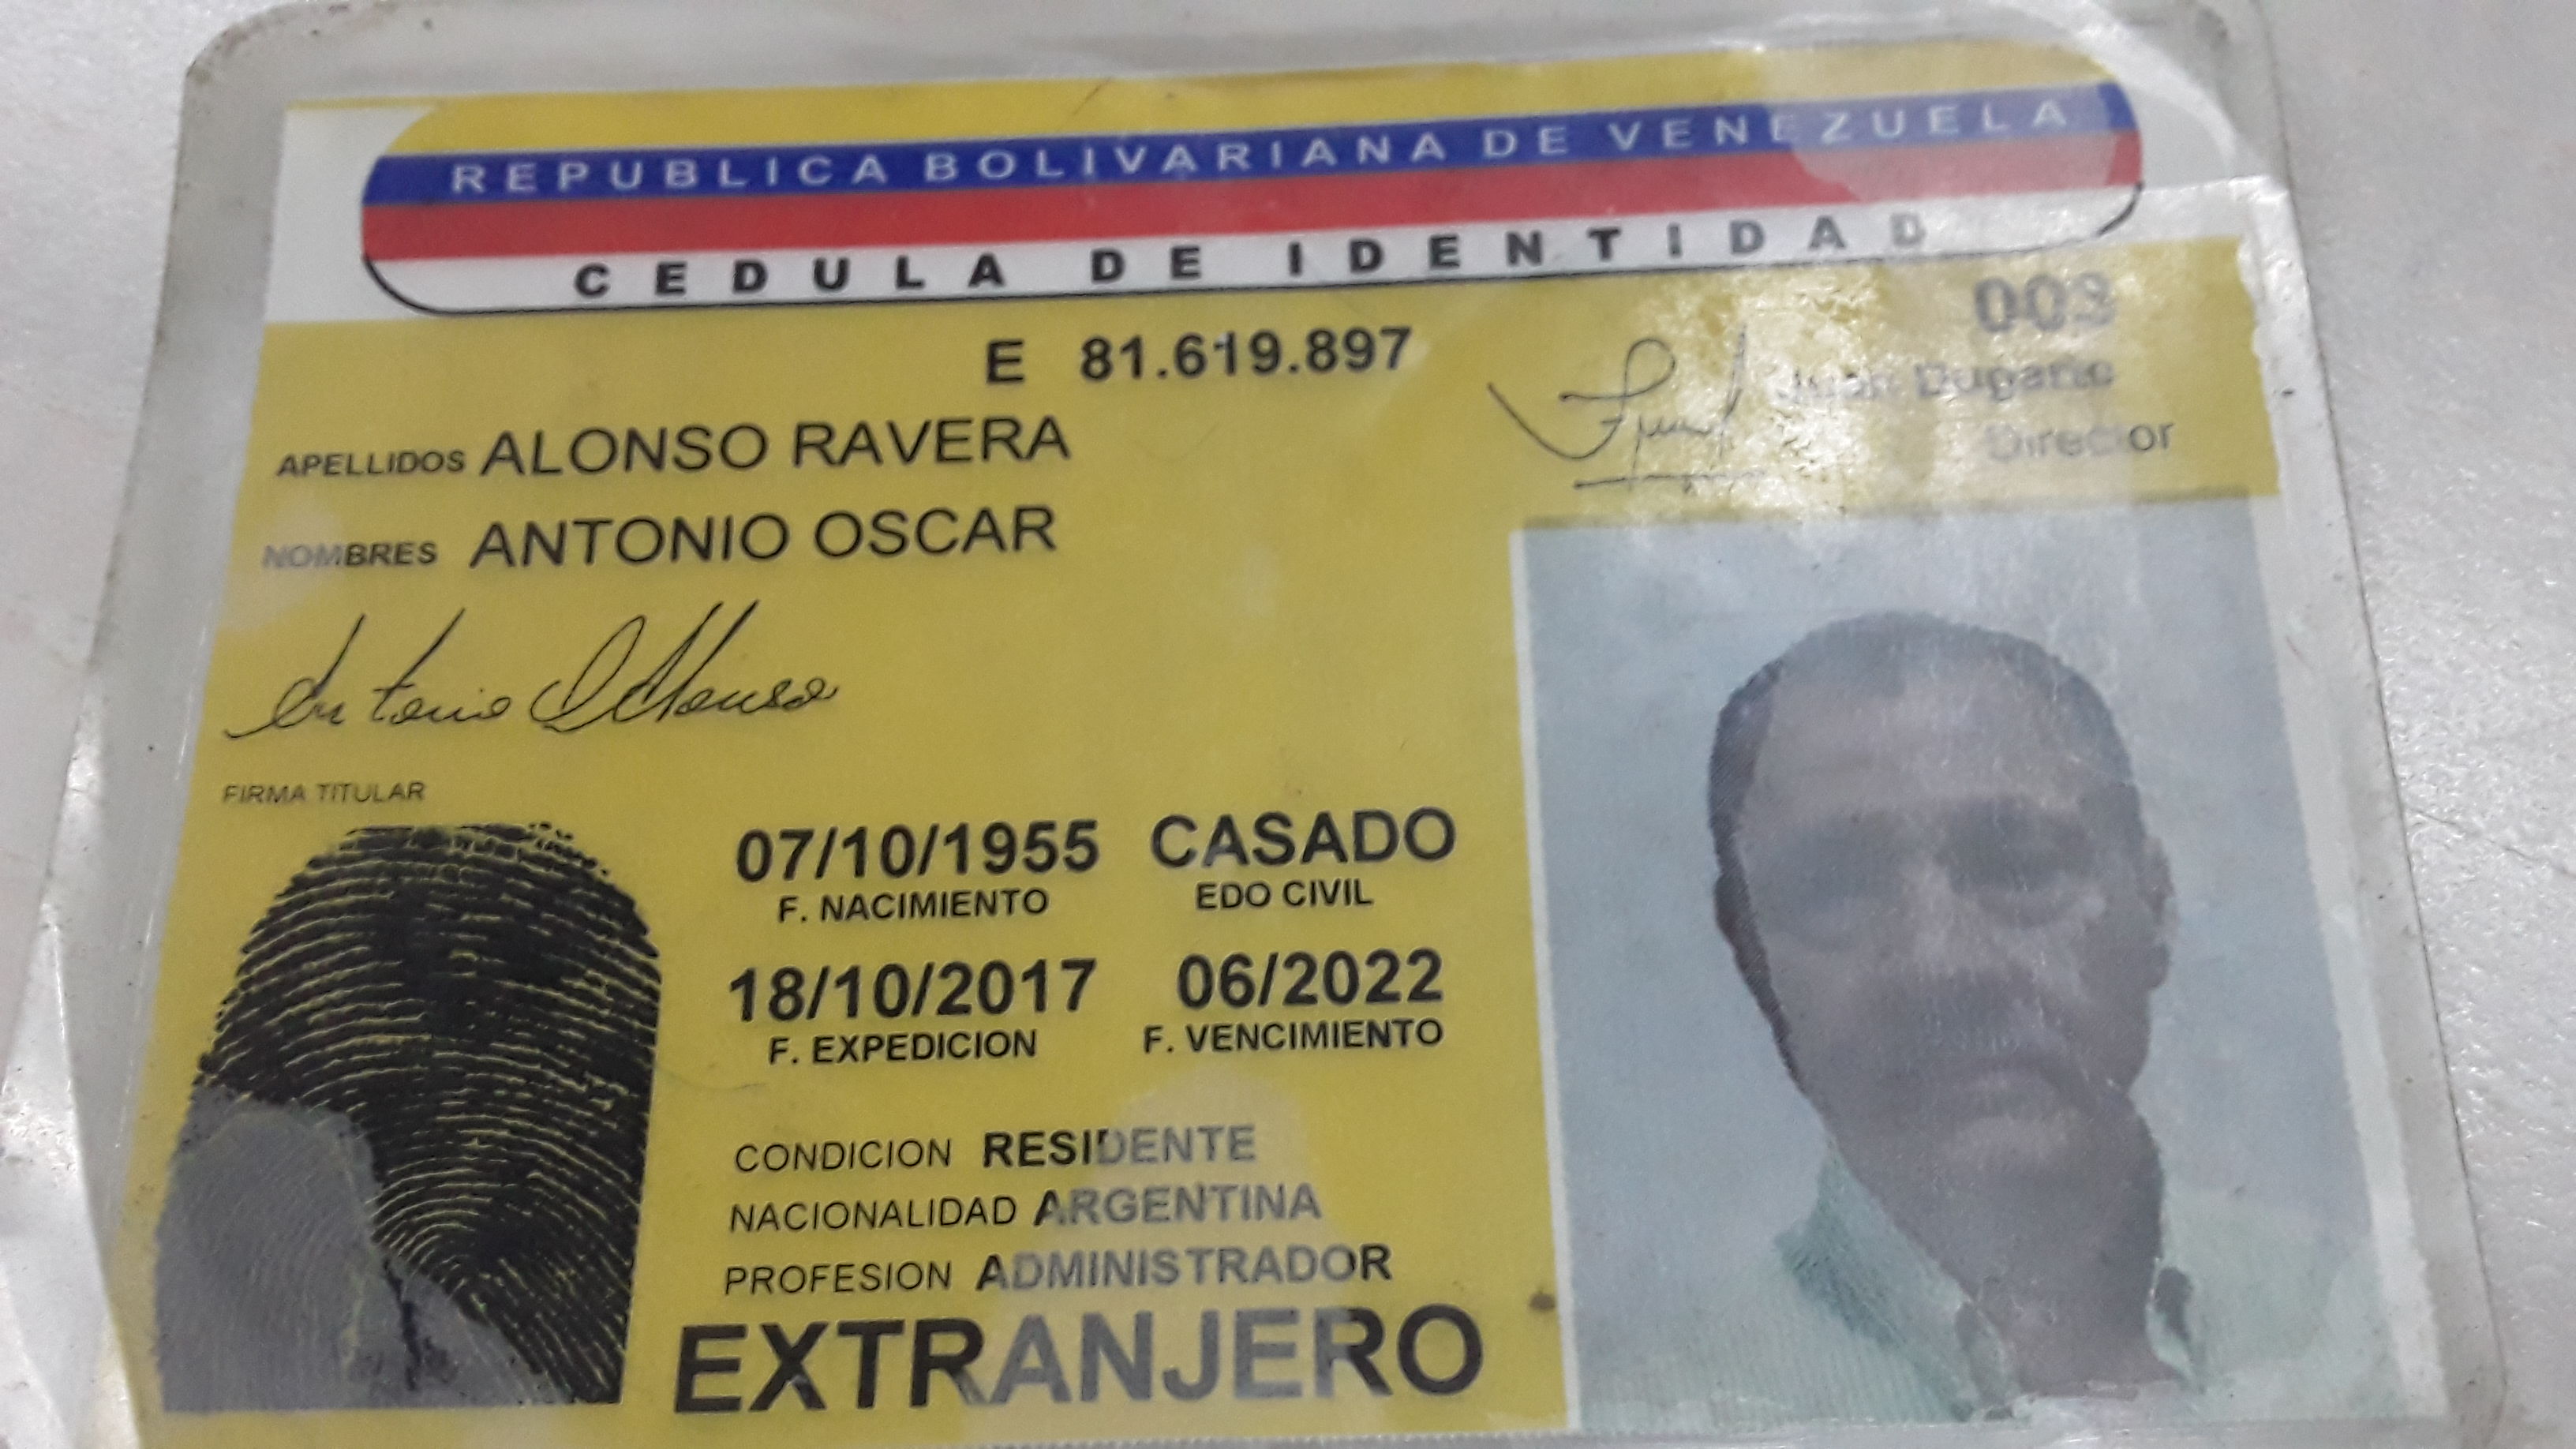 REPUBLICA BOLIVARIANA DE VENEZUELA
CEDULA DE IDENTIDAD
E 81.619.897
003
Director
APELLIDOS ALONSO RAVERA
NOMBRES ANTONIO OSCAR
Antonio Alonso
FIRMA TITULAR
07/10/1955 CASADO
F. NACIMIENTO EDO CIVIL
18/10/2017 06/2022
F. EXPEDICION F. VENCIMIENTO
CONDICION RESIDENTE
NACIONALIDAD ARGENTINA
PROFESION ADMINISTRADOR
EXTRANJERO